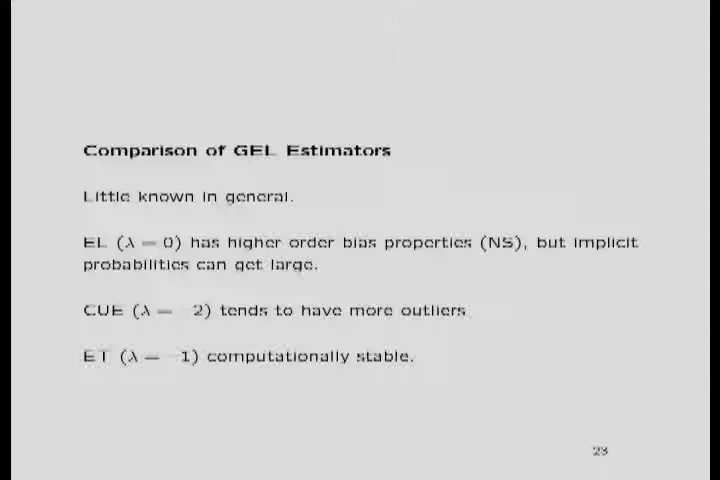 Comparison of GEL Estimators
Little known in general.
EL (λ = 0) has higher order bias properties (NS), but implicit
probabilities can get large.
CUE (λ = 2) tends to have more outliers
ET (λ = 1) computationally stable.
23